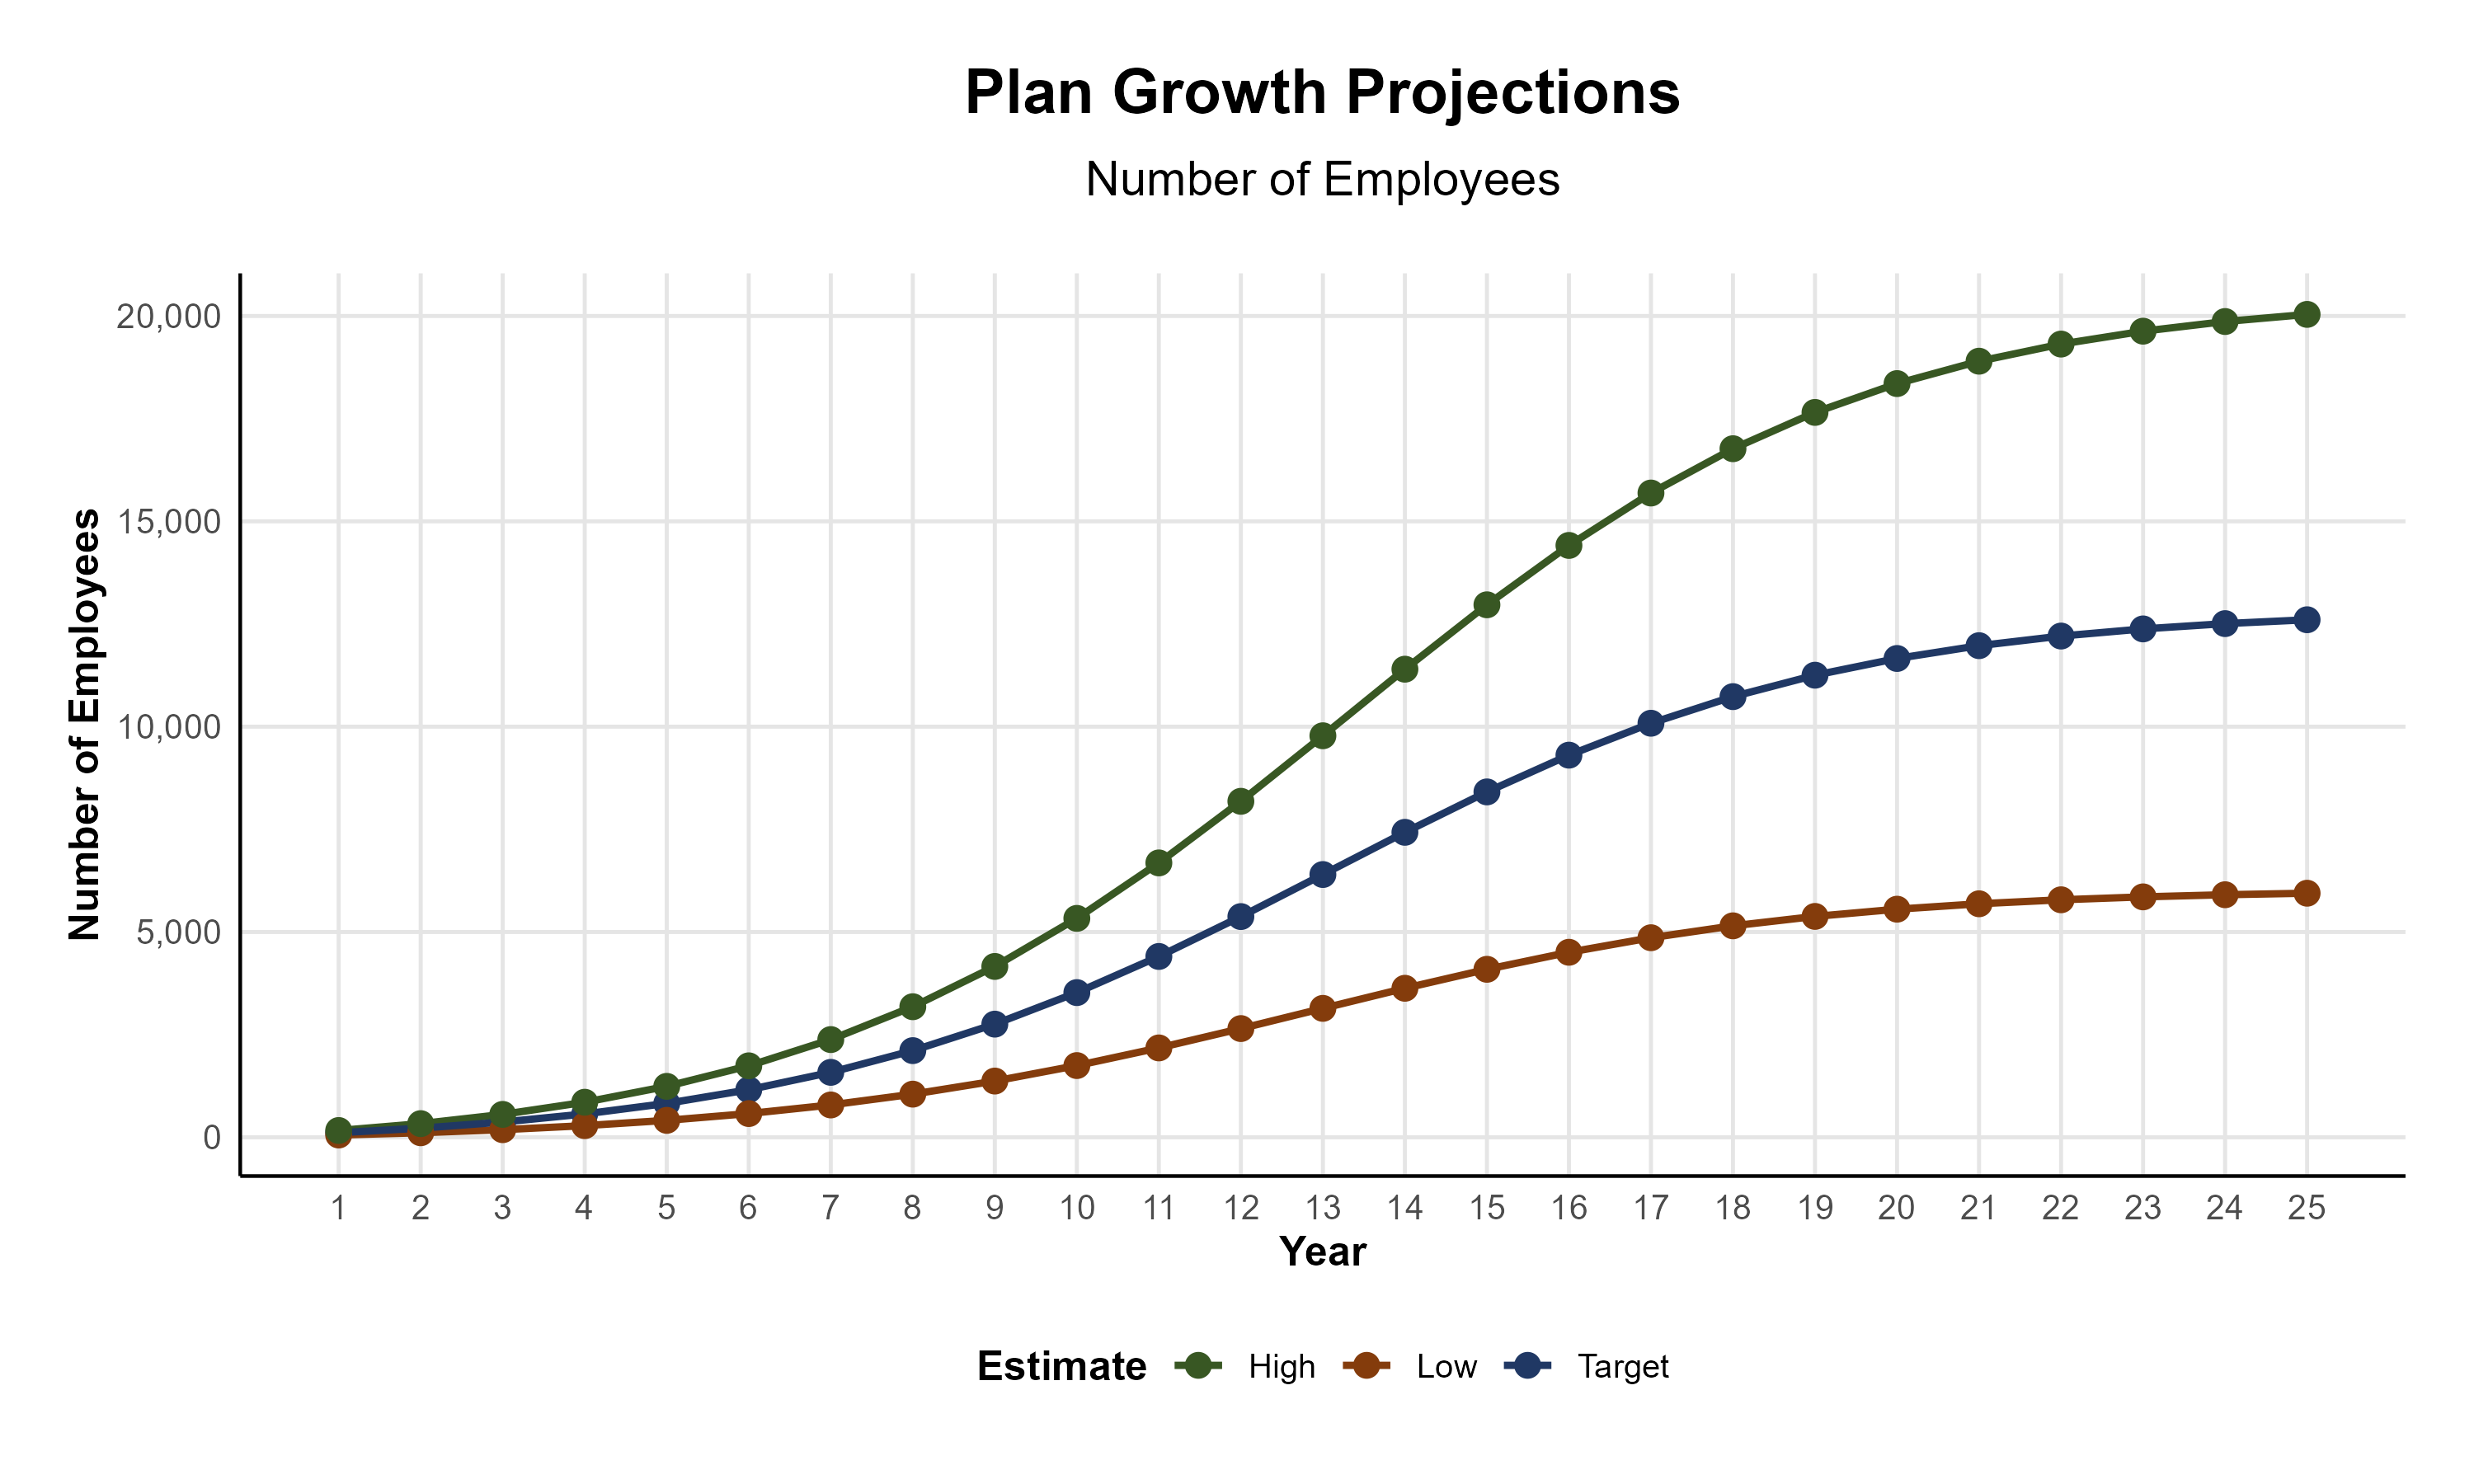 Plan Growth Projections
Number of Employees
Number of Employees
20,000
15,000
10,000
5,000
0
1 2 3 4 5 6 7 8 9 10 11 12 13 14 15 16 17 18 19 20 21 22 23 24 25
Year
Estimate High Low Target